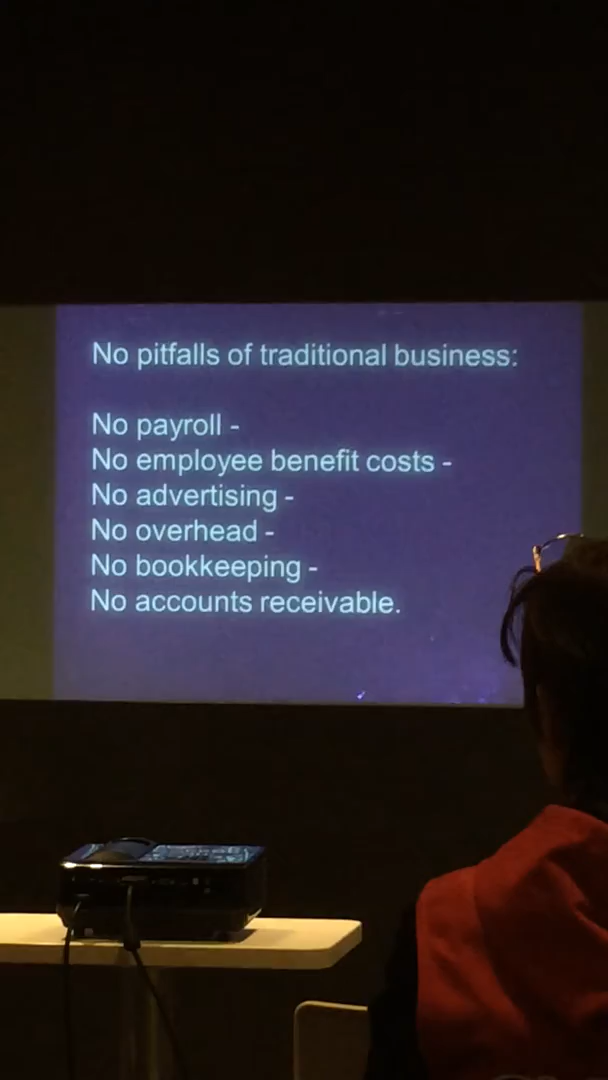 No pitfalls of traditional business:
No payroll -
No employee benefit costs -
No advertising -
No overhead -
No bookkeeping -
No accounts receivable.